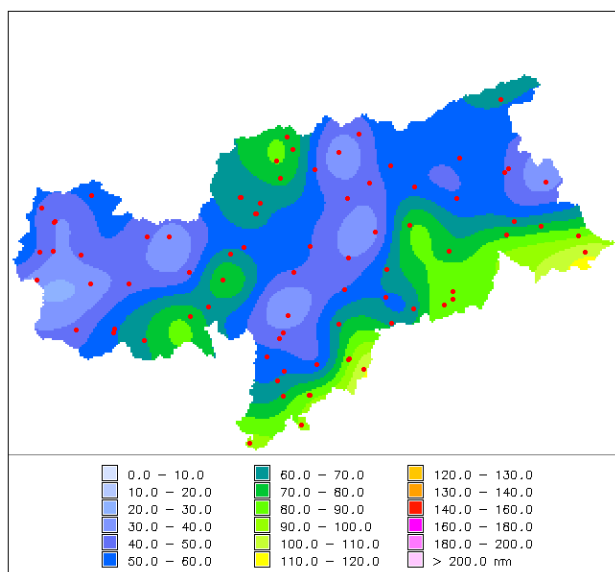 0.0 – 10.0
10.0 – 20.0
20.0 – 30.0
30.0 – 40.0
40.0 – 50.0
50.0 – 60.0
60.0 – 70.0
70.0 – 80.0
80.0 – 90.0
90.0 – 100.0
100.0 – 110.0
110.0 – 120.0
120.0 – 130.0
130.0 – 140.0
140.0 – 160.0
160.0 – 180.0
180.0 – 200.0
> 200.0 nm